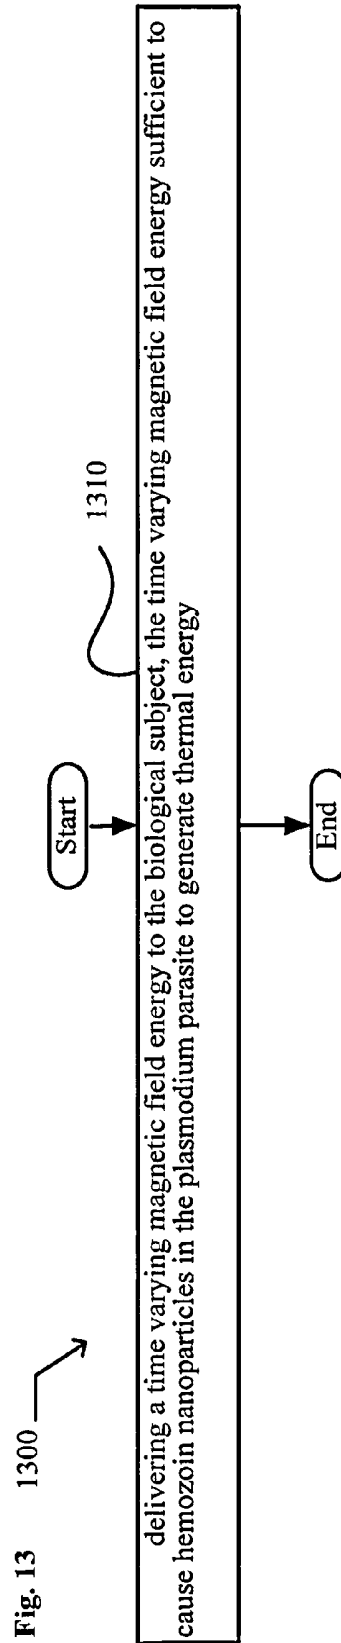 Fig. 13
1300
Start
1310
delivering a time varying magnetic field energy to the biological subject, the time varying magnetic field energy sufficient to
cause hemozoin nanoparticles in the plasmodium parasite to generate thermal energy
End